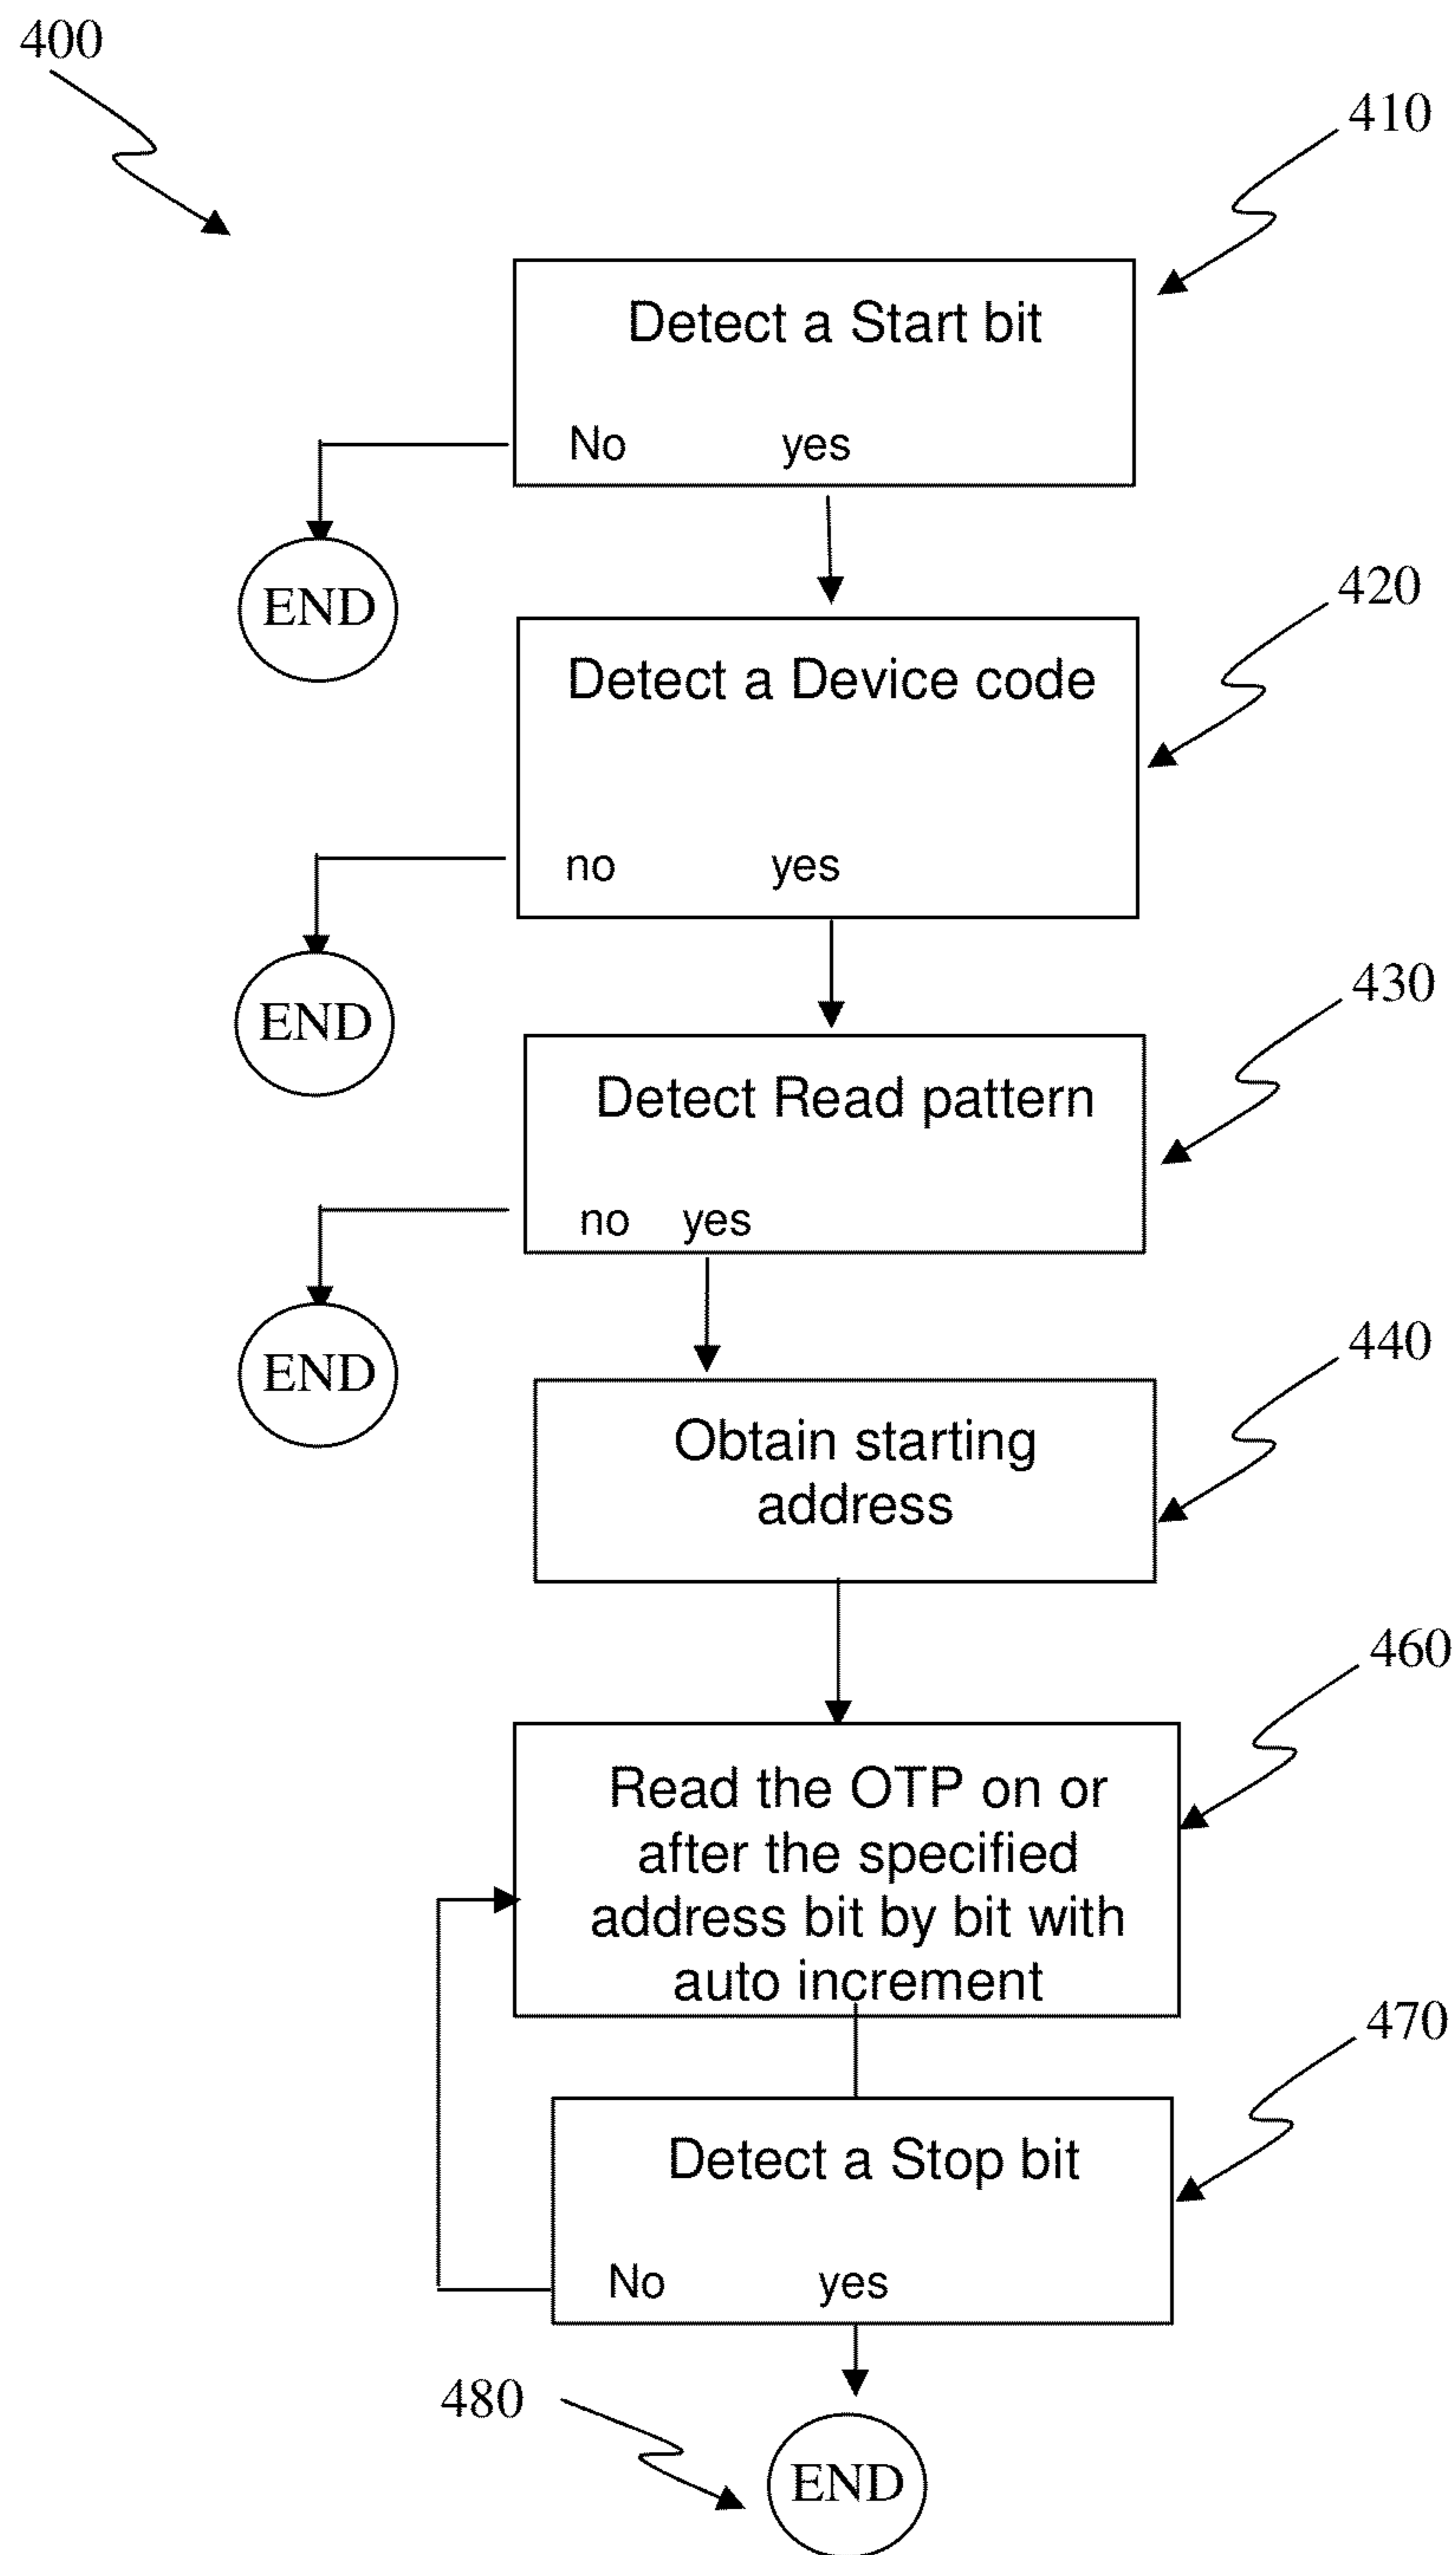 400
410
Detect a Start bit
No yes
END
420
Detect a Device code
no yes
END
430
Detect Read pattern
no yes
END
440
Obtain starting
address
460
Read the OTP on or
after the specified
address bit by bit with
auto increment
470
Detect a Stop bit
No yes
480
END